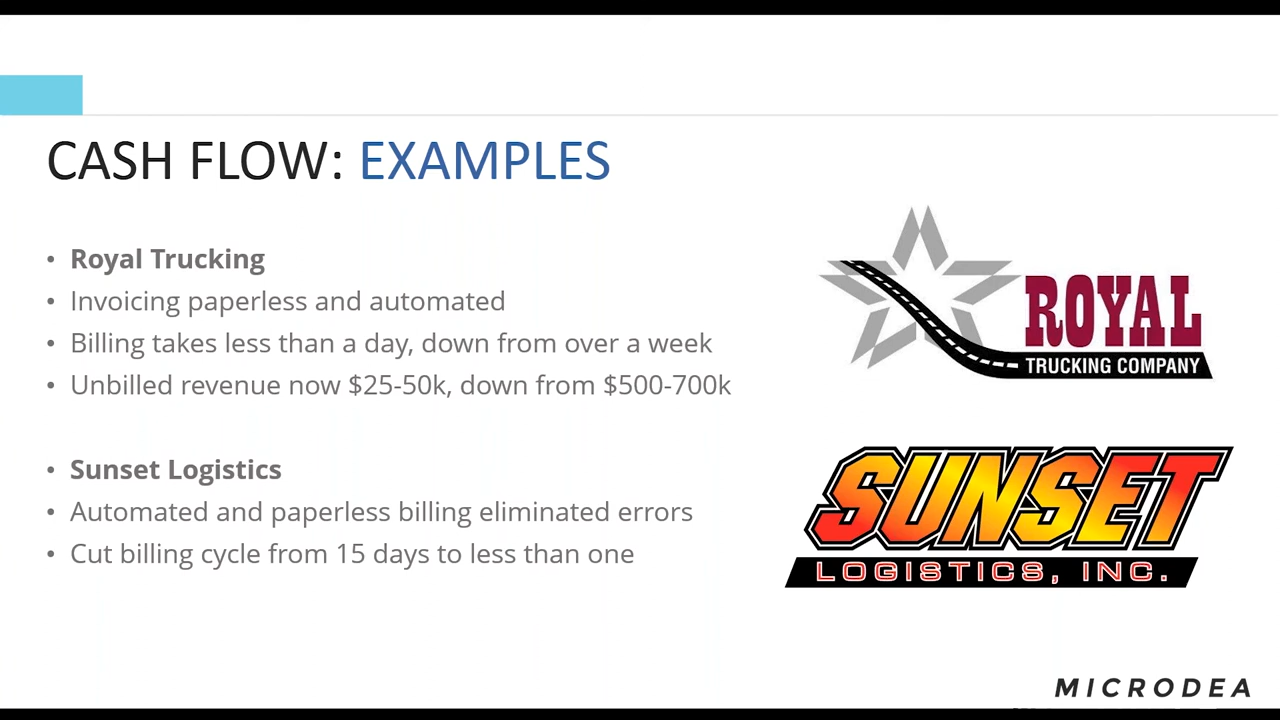 CASH FLOW: EXAMPLES
• Royal Trucking
• Invoicing paperless and automated
• Billing takes less than a day, down from over a week
• Unbilled revenue now $25-50k, down from $500-700k
• Sunset Logistics
• Automated and paperless billing eliminated errors
• Cut billing cycle from 15 days to less than one
ROYAL
TRUCKING COMPANY
SUNSET
LOGISTICS, INC.
MICRODEA